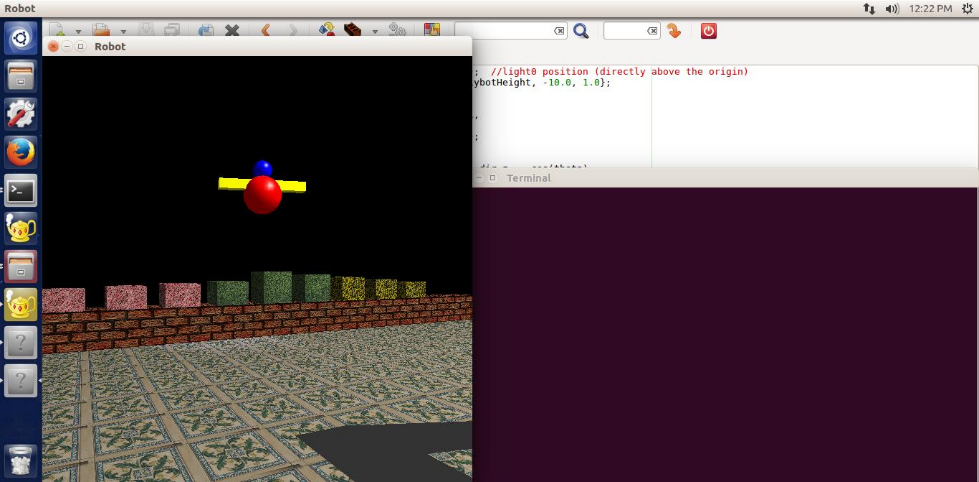 Robot
12:22 PM
Robot
; //light0 position (directly above the origin)
ybotHeight, -10.0, 1.0};
;
Terminal